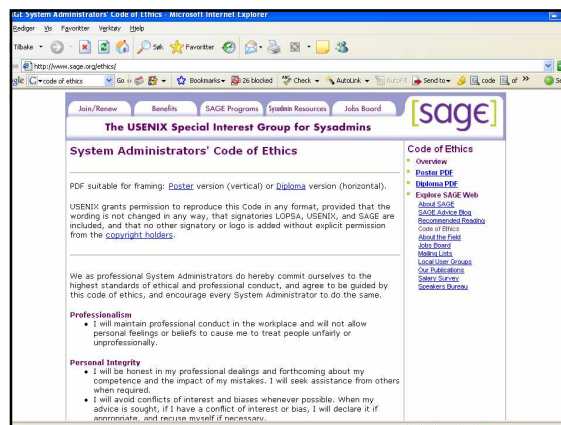 AGE System Administrators' Code of Ethics - Microsoft Internet Explorer
Rediger Vis Favoritter Verktøy Hjelp
Tilbake Søk Favoritter
http://www.sage.org/ethics/
gle code of ethics Go Bookmarks 26 blocked Check AutoLink AutoFill Send to code of »
Join/Renew Benefits SAGE Programs Sysadmin Resources Jobs Board
[sage]
The USENIX Special Interest Group for Sysadmins
System Administrators' Code of Ethics
PDF suitable for framing: Poster version (vertical) or Diploma version (horizontal).
USENIX grants permission to reproduce this Code in any format, provided that the
wording is not changed in any way, that signatories LOPSA, USENIX, and SAGE are
included, and that no other signatory or logo is added without explicit permission
from the copyright holders.
We as professional System Administrators do hereby commit ourselves to the
highest standards of ethical and professional conduct, and agree to be guided by
this code of ethics, and encourage every System Administrator to do the same.
Professionalism
• I will maintain professional conduct in the workplace and will not allow
personal feelings or beliefs to cause me to treat people unfairly or
unprofessionally.
Personal Integrity
• I will be honest in my professional dealings and forthcoming about my
competence and the impact of my mistakes. I will seek assistance from others
when required.
• I will avoid conflicts of interest and biases whenever possible. When my
advice is sought, if I have a conflict of interest or bias, I will declare it if
appropriate, and recuse myself if necessary.
Code of Ethics
Overview
Poster PDF
Diploma PDF
Explore SAGE Web
About SAGE
SAGE Advice Blog
Recommended Reading
Code of Ethics
About the Field
Jobs Board
Mailing Lists
Local User Groups
Our Publications
Salary Survey
Speakers Bureau